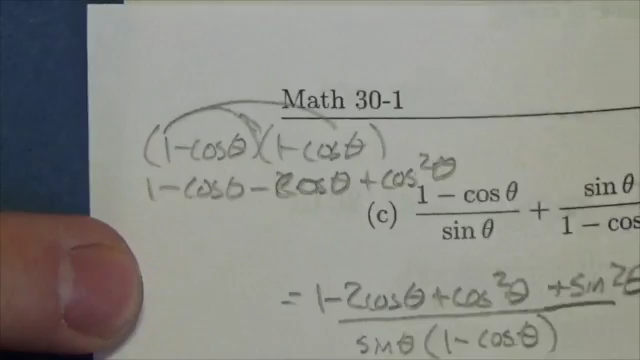 Math 30-1
(1-cosθ)(1-cosθ)
1-cosθ-cosθ+cos²θ
(c) 1 − cos θ / sin θ + sin θ / 1 − cos
= 1-2cosθ+cos²θ +sin²θ / sinθ(1-cosθ)